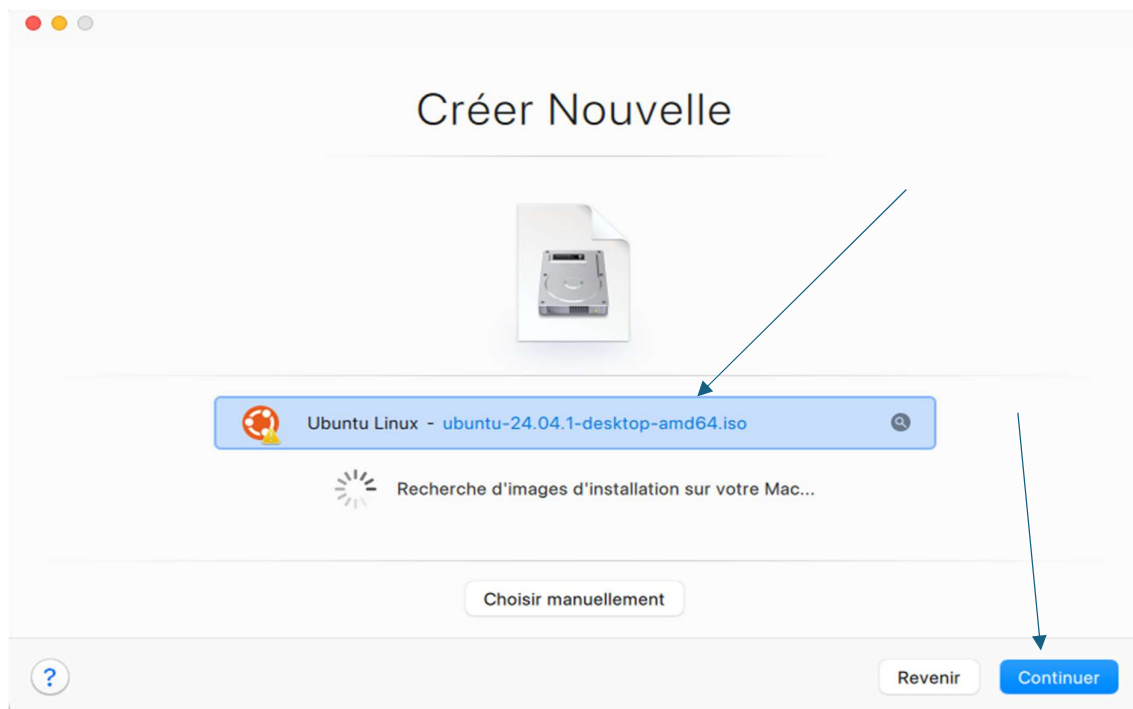 Créer Nouvelle
Ubuntu Linux - ubuntu-24.04.1-desktop-amd64.iso
Recherche d'images d'installation sur votre Mac...
Choisir manuellement
?
Revenir
Continuer